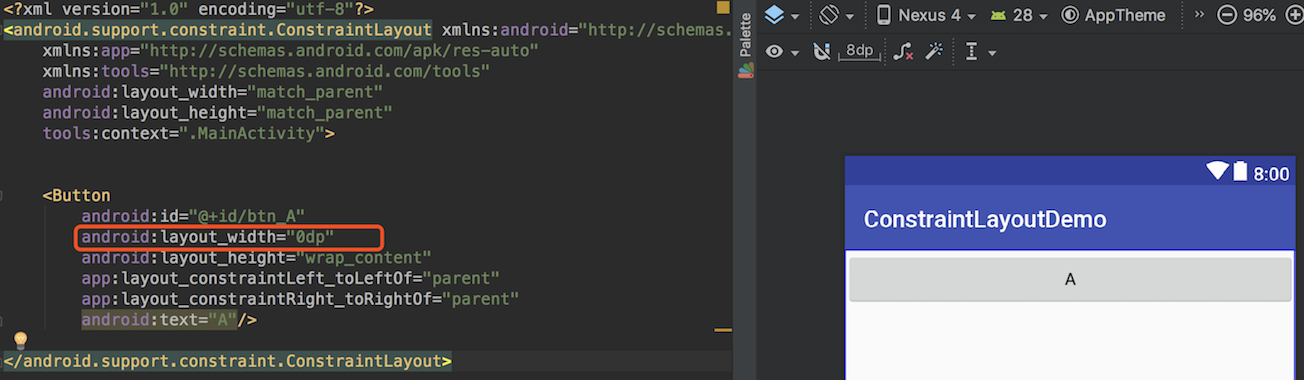 <?xml version="1.0" encoding="utf-8"?>
<android.support.constraint.ConstraintLayout xmlns:android="http://schemas.
xmlns:app="http://schemas.android.com/apk/res-auto"
xmlns:tools="http://schemas.android.com/tools"
android:layout_width="match_parent"
android:layout_height="match_parent"
tools:context=".MainActivity">
<Button
android:id="@+id/btn_A"
android:layout_width="0dp"
android:layout_height="wrap_content"
app:layout_constraintLeft_toLeftOf="parent"
app:layout_constraintRight_toRightOf="parent"
android:text="A"/>
</android.support.constraint.ConstraintLayout>
Palette
Nexus 4 28 AppTheme 96%
8dp
8:00
ConstraintLayoutDemo
A